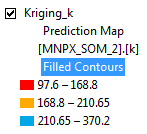 Kriging_k
Prediction Map
[MNPX_SOM_2].[k]
Filled Contours
97.6 – 168.8
168.8 – 210.65
210.65 – 370.2